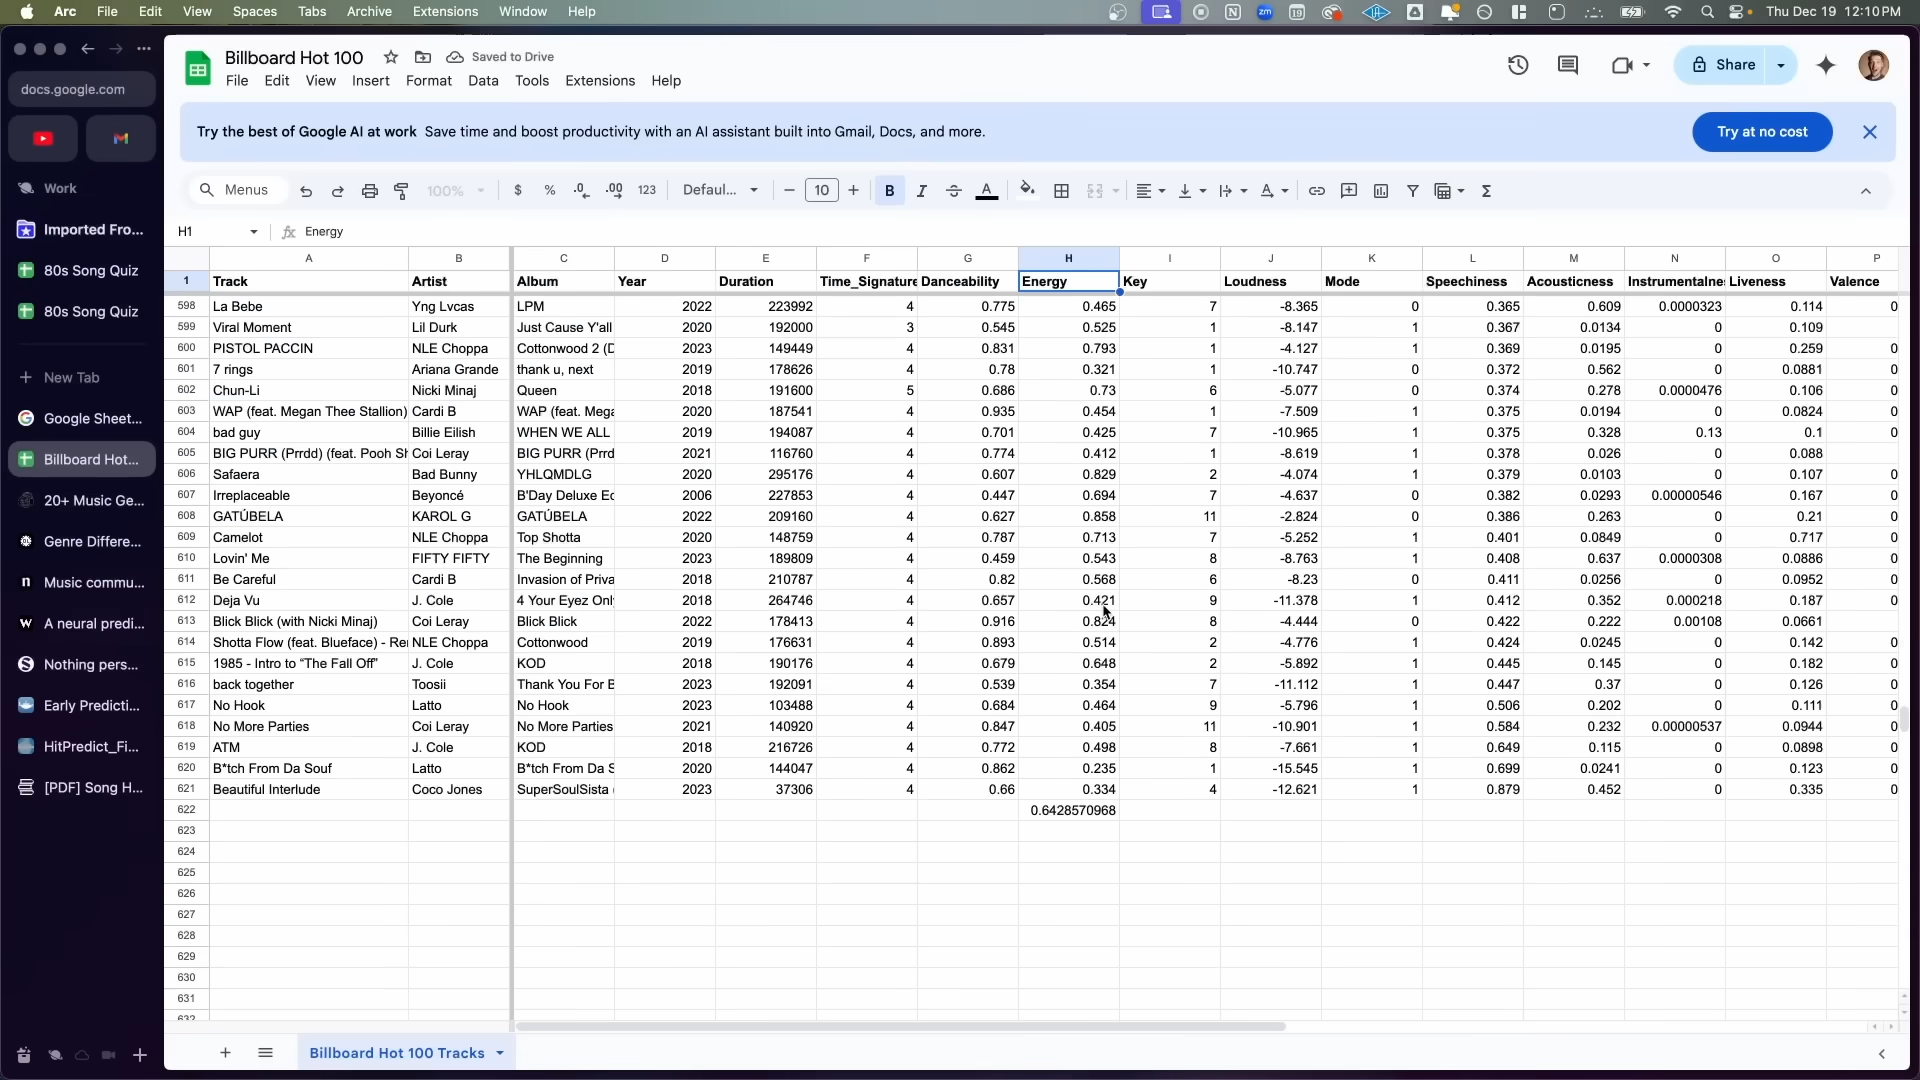 Arc File Edit View Spaces Tabs Archive Extensions Window Help Thu Dec 19 12:10 PM
docs.google.com
Work
Imported Fro...
80s Song Quiz
80s Song Quiz
New Tab
Google Sheet...
Billboard Hot...
20+ Music Ge...
Genre Differe...
Music commu...
A neural predi...
Nothing pers...
Early Predicti...
HitPredict_Fi...
[PDF] Song H...
Billboard Hot 100 Saved to Drive
File Edit View Insert Format Data Tools Extensions Help
Share
Try the best of Google AI at work Save time and boost productivity with an AI assistant built into Gmail, Docs, and more. Try at no cost
Menus 100% $ % .0 .00 123 Defaul... 10 B I A
H1 Energy
A B C D E F G H I J K L M N O P
1 Track Artist Album Year Duration Time_Signature Danceability Energy Key Loudness Mode Speechiness Acousticness Instrumentalnes Liveness Valence
598 La Bebe Yng Lvcas LPM 2022 223992 4 0.775 0.465 7 -8.365 0 0.365 0.609 0.0000323 0.114 0
599 Viral Moment Lil Durk Just Cause Y'all 2020 192000 3 0.545 0.525 1 -8.147 1 0.367 0.0134 0 0.109
600 PISTOL PACCIN NLE Choppa Cottonwood 2 (D 2023 149449 4 0.831 0.793 1 -4.127 1 0.369 0.0195 0 0.259 0
601 7 rings Ariana Grande thank u, next 2019 178626 4 0.78 0.321 1 -10.747 0 0.372 0.562 0 0.0881 0
602 Chun-Li Nicki Minaj Queen 2018 191600 5 0.686 0.73 6 -5.077 0 0.374 0.278 0.0000476 0.106 0
603 WAP (feat. Megan Thee Stallion) Cardi B WAP (feat. Mega 2020 187541 4 0.935 0.454 1 -7.509 1 0.375 0.0194 0 0.0824 0
604 bad guy Billie Eilish WHEN WE ALL 2019 194087 4 0.701 0.425 7 -10.965 1 0.375 0.328 0.13 0.1 0
605 BIG PURR (Prrdd) (feat. Pooh Sh Coi Leray BIG PURR (Prrd 2021 116760 4 0.774 0.412 1 -8.619 1 0.378 0.026 0 0.088
606 Safaera Bad Bunny YHLQMDLG 2020 295176 4 0.607 0.829 2 -4.074 1 0.379 0.0103 0 0.107 0
607 Irreplaceable Beyoncé B'Day Deluxe Ed 2006 227853 4 0.447 0.694 7 -4.637 0 0.382 0.0293 0.00000546 0.167 0
608 GATÚBELA KAROL G GATÚBELA 2022 209160 4 0.627 0.858 11 -2.824 0 0.386 0.263 0 0.21 0
609 Camelot NLE Choppa Top Shotta 2020 148759 4 0.787 0.713 7 -5.252 1 0.401 0.0849 0 0.717 0
610 Lovin' Me FIFTY FIFTY The Beginning 2023 189809 4 0.459 0.543 8 -8.763 1 0.408 0.637 0.0000308 0.0886 0
611 Be Careful Cardi B Invasion of Priva 2018 210787 4 0.82 0.568 6 -8.23 0 0.411 0.0256 0 0.0952 0
612 Deja Vu J. Cole 4 Your Eyez Only 2018 264746 4 0.657 0.421 9 -11.378 1 0.412 0.352 0.000218 0.187 0
613 Blick Blick (with Nicki Minaj) Coi Leray Blick Blick 2022 178413 4 0.916 0.824 8 -4.444 0 0.422 0.222 0.00108 0.0661
614 Shotta Flow (feat. Blueface) - Rer NLE Choppa Cottonwood 2019 176631 4 0.893 0.514 2 -4.776 1 0.424 0.0245 0 0.142 0
615 1985 - Intro to “The Fall Off” J. Cole KOD 2018 190176 4 0.679 0.648 2 -5.892 1 0.445 0.145 0 0.182 0
616 back together Toosii Thank You For B 2023 192091 4 0.539 0.354 7 -11.112 1 0.447 0.37 0 0.126 0
617 No Hook Latto No Hook 2023 103488 4 0.684 0.464 9 -5.796 1 0.506 0.202 0 0.111 0
618 No More Parties Coi Leray No More Parties 2021 140920 4 0.847 0.405 11 -10.901 1 0.584 0.232 0.00000537 0.0944 0
619 ATM J. Cole KOD 2018 216726 4 0.772 0.498 8 -7.661 1 0.649 0.115 0 0.0898 0
620 B*tch From Da Souf Latto B*tch From Da S 2020 144047 4 0.862 0.235 1 -15.545 1 0.699 0.0241 0 0.123 0
621 Beautiful Interlude Coco Jones SuperSoulSista ( 2023 37306 4 0.66 0.334 4 -12.621 1 0.879 0.452 0 0.335 0
622 0.6428570968
623
624
625
626
627
628
629
630
631
632
Billboard Hot 100 Tracks